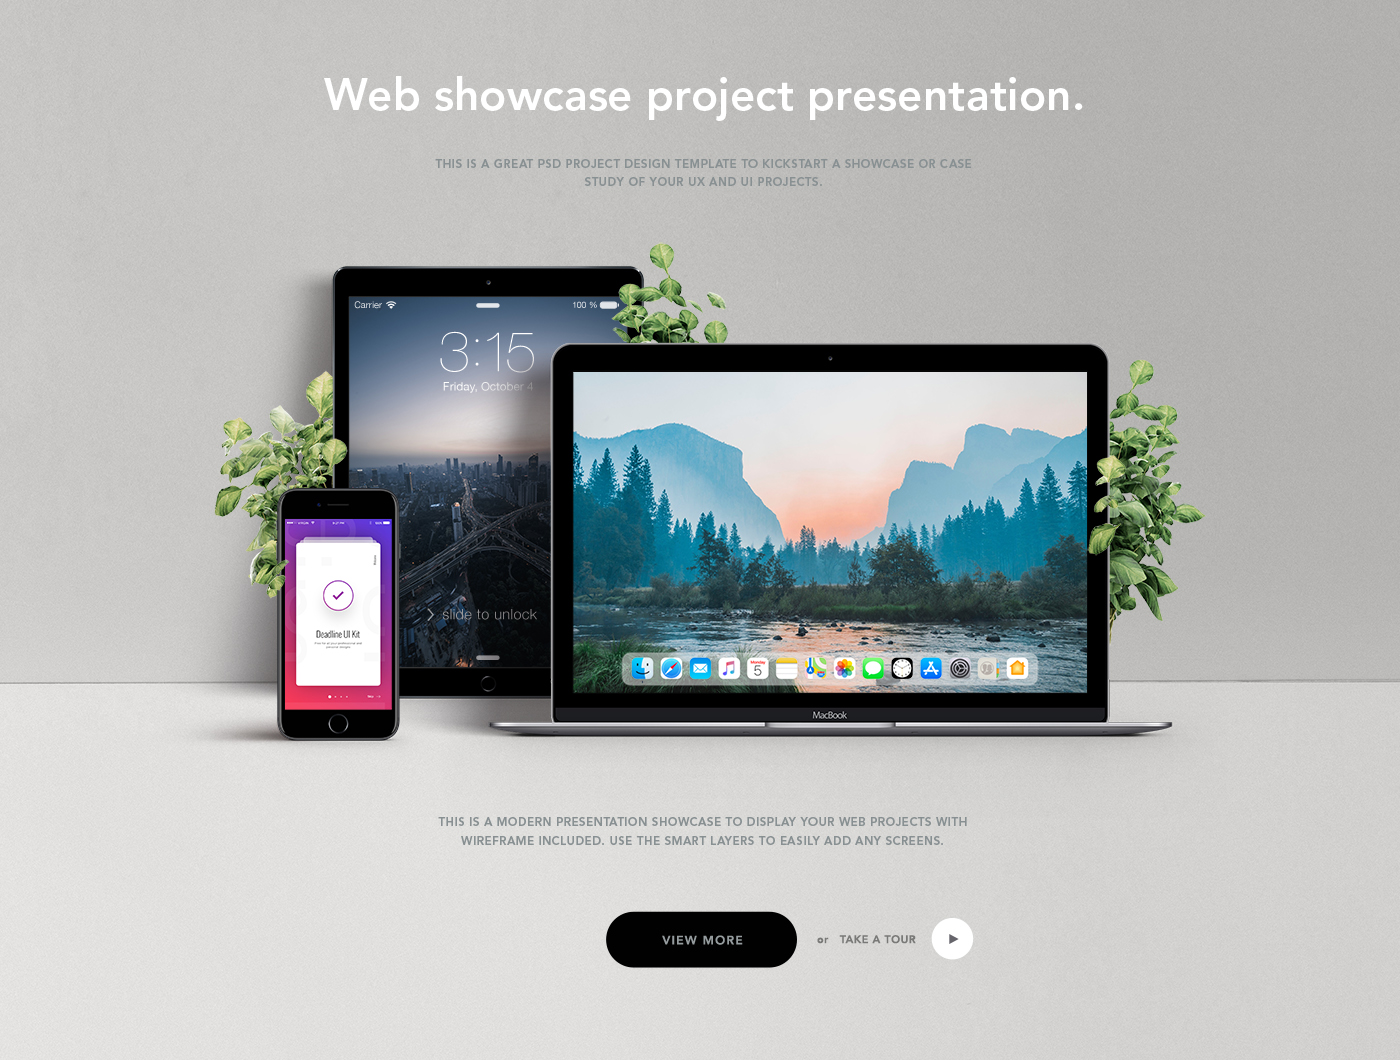 Web showcase project presentation.
THIS IS A GREAT PSD PROJECT DESIGN TEMPLATE TO KICKSTART A SHOWCASE OR CASE
STUDY OF YOUR UX AND UI PROJECTS.
Carrier 100 %
3:15
Friday, October 4
> slide to unlock
Deadline UI Kit
Monday
5
MacBook
THIS IS A MODERN PRESENTATION SHOWCASE TO DISPLAY YOUR WEB PROJECTS WITH
WIREFRAME INCLUDED. USE THE SMART LAYERS TO EASILY ADD ANY SCREENS.
VIEW MORE or TAKE A TOUR